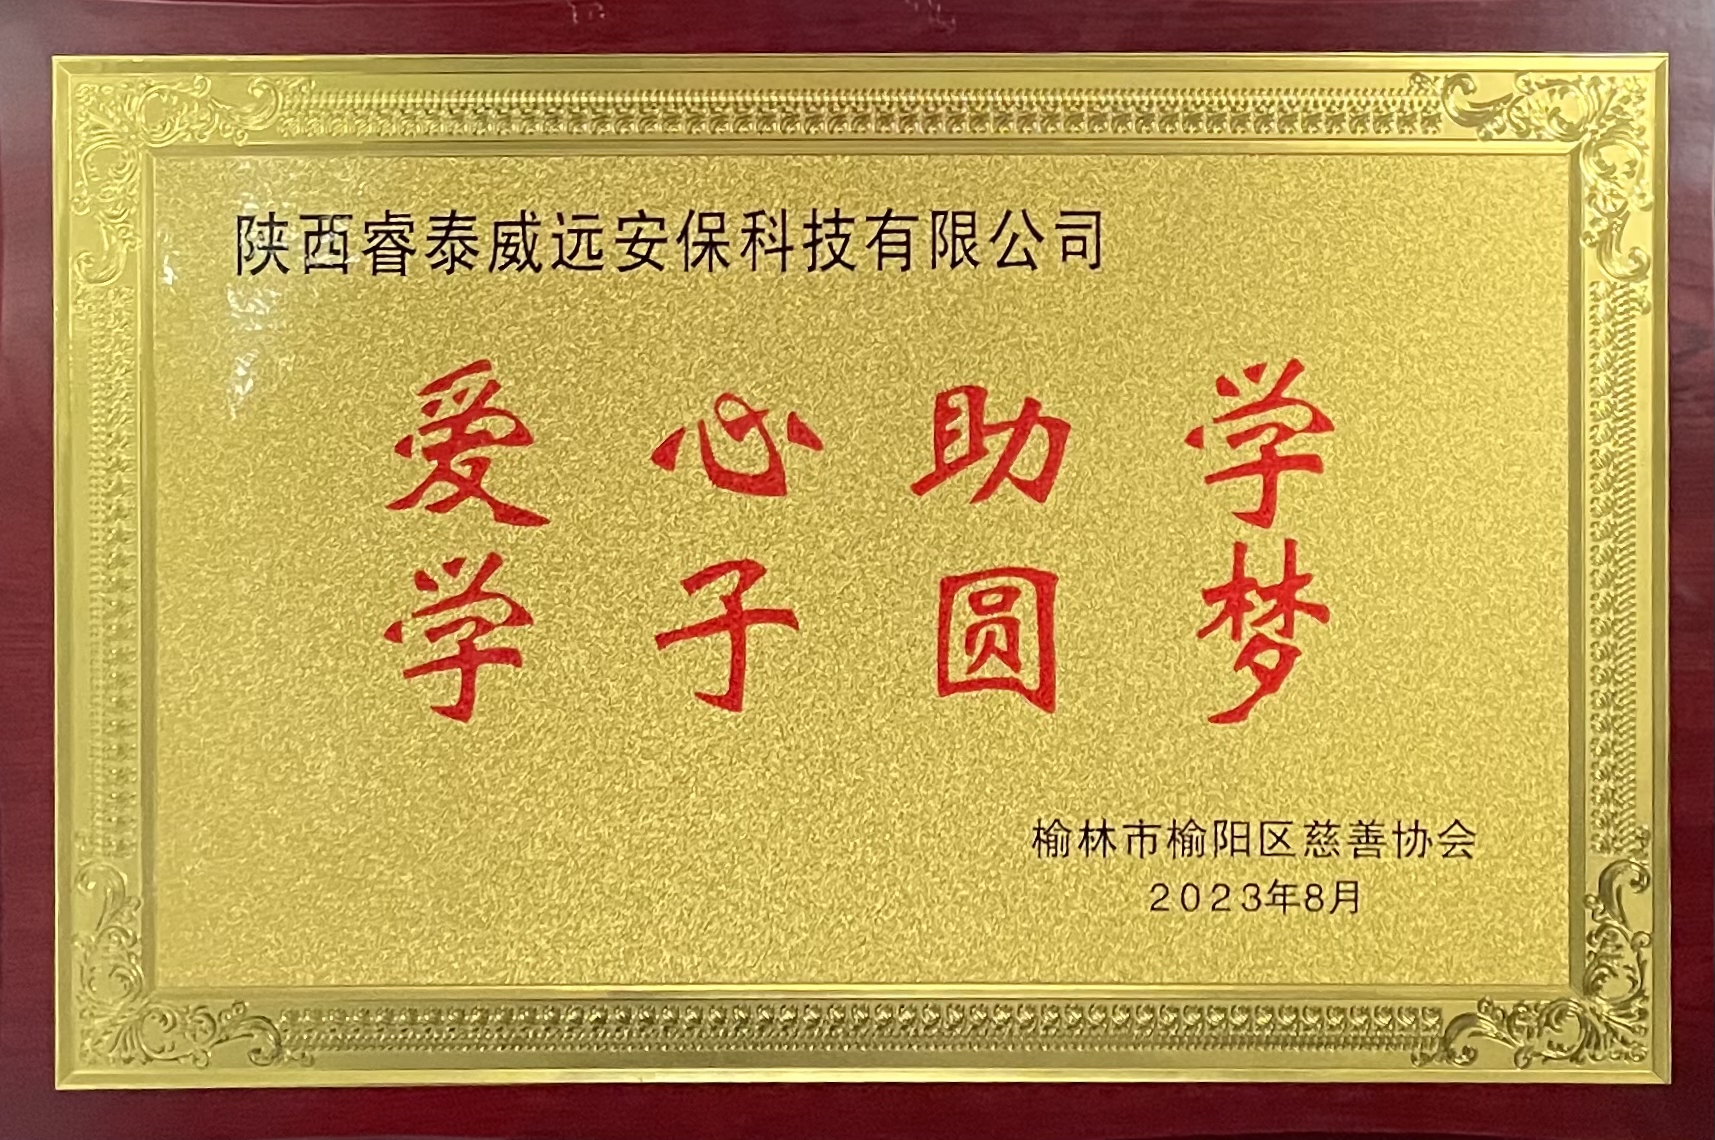 陕西睿泰威远安保科技有限公司
爱心助学
学子圆梦
榆林市榆阳区慈善协会
2023年8月